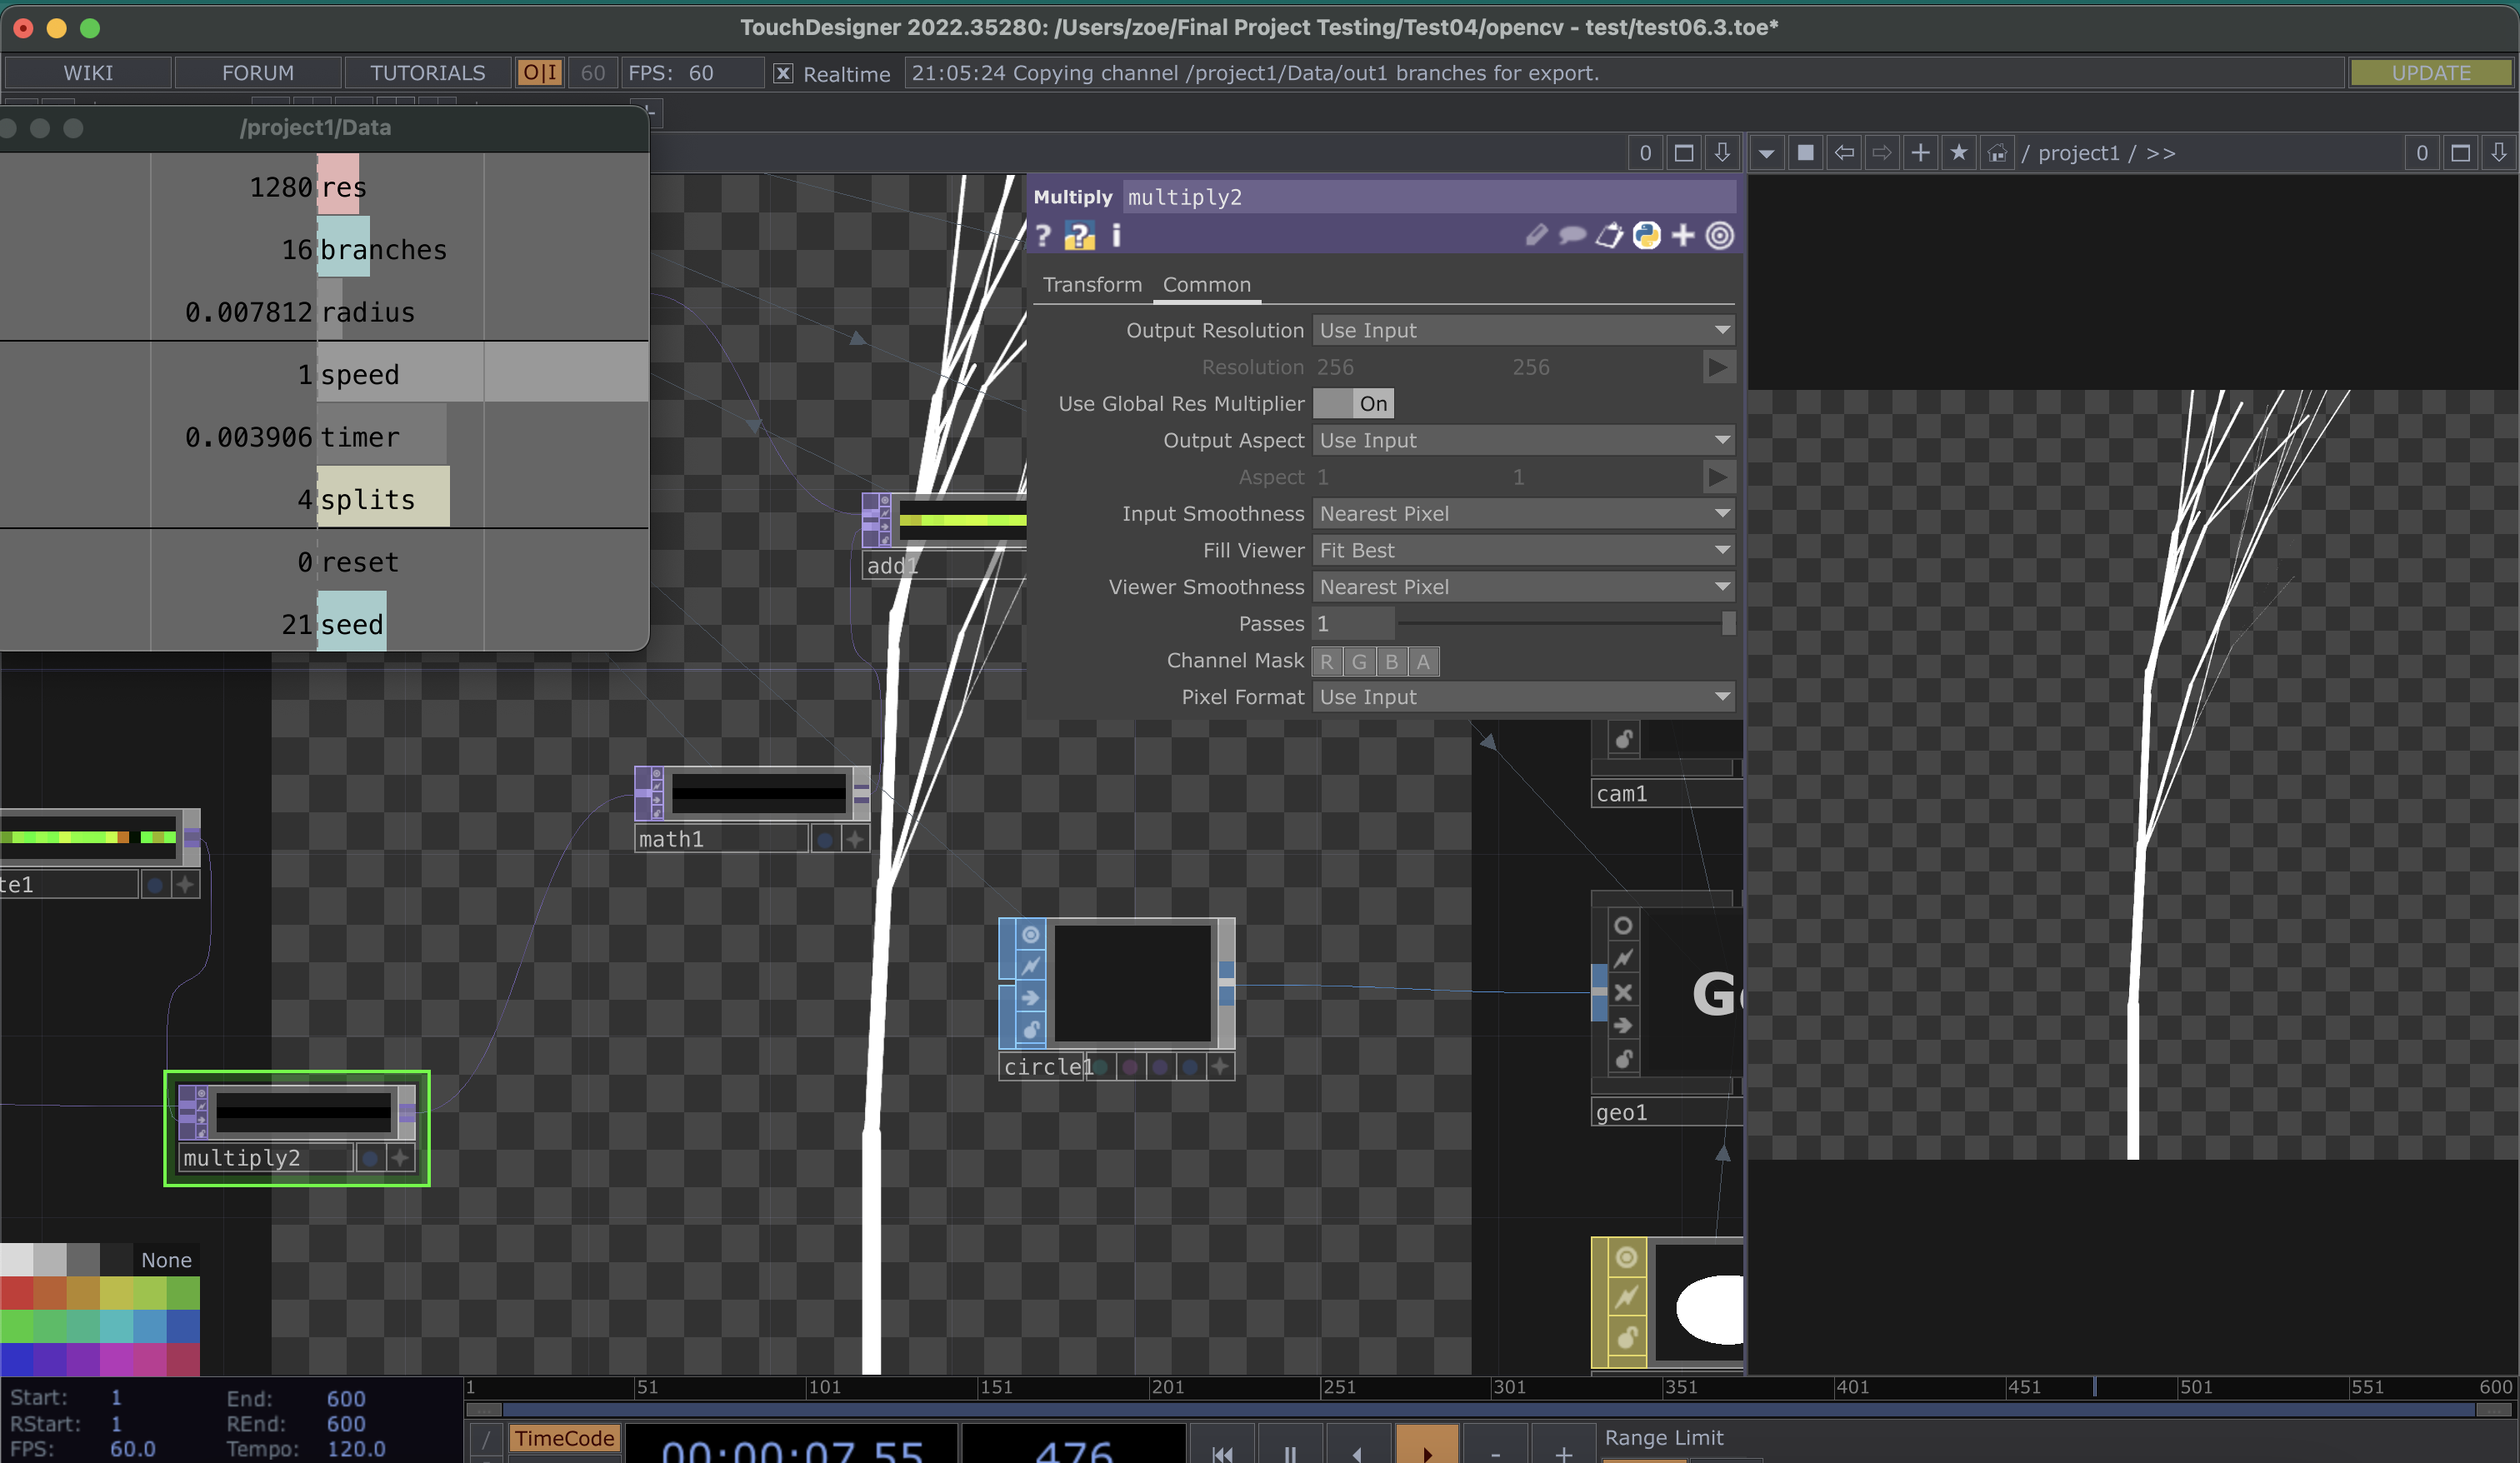 TouchDesigner 2022.35280: /Users/zoe/Final Project Testing/Test04/opencv - test/test06.3.toe*
WIKI FORUM TUTORIALS O|I 60 FPS: 60 Realtime 21:05:24 Copying channel /project1/Data/out1 branches for export. UPDATE
/project1/Data
0
/ project1 / >> 0
1280 res
16 branches
0.007812 radius
1 speed
0.003906 timer
4 splits
0 reset
21 seed
Multiply multiply2
? ? i
Transform Common
Output Resolution Use Input
Resolution 256 256
Use Global Res Multiplier On
Output Aspect Use Input
Aspect 1 1
Input Smoothness Nearest Pixel
Fill Viewer Fit Best
Viewer Smoothness Nearest Pixel
Passes 1
Channel Mask R G B A
Pixel Format Use Input
add1
cam1
math1
te1
circle1
geo1
multiply2
None
1 51 101 151 201 251 301 351 401 451 501 551 600
Start: 1 End: 600
RStart: 1 REnd: 600
FPS: 60.0 Tempo: 120.0
/ TimeCode
00:00:07.55 476
- +
Range Limit